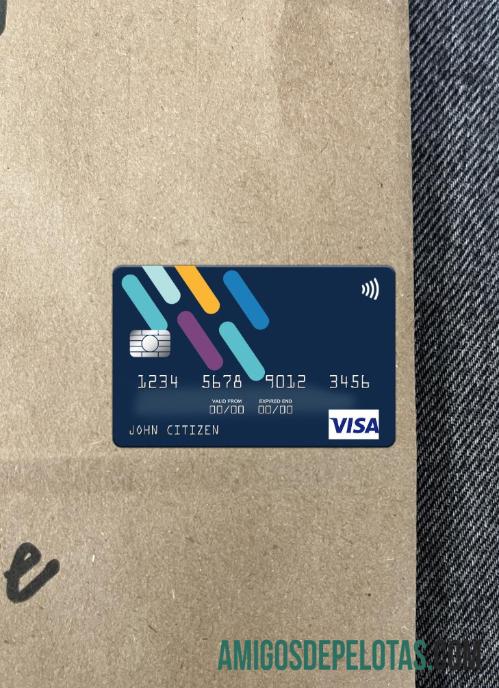 1234 5678 9012 3456
VALID FROM EXPIRED END
00/00 00/00
JOHN CITIZEN VISA
e
AMIGOSDEPELOTAS.COM